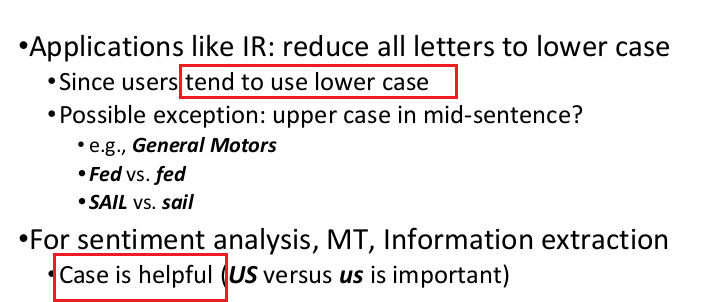 •Applications like IR: reduce all letters to lower case
•Since users tend to use lower case
•Possible exception: upper case in mid-sentence?
•e.g., General Motors
•Fed vs. fed
•SAIL vs. sail
•For sentiment analysis, MT, Information extraction
•Case is helpful (US versus us is important)